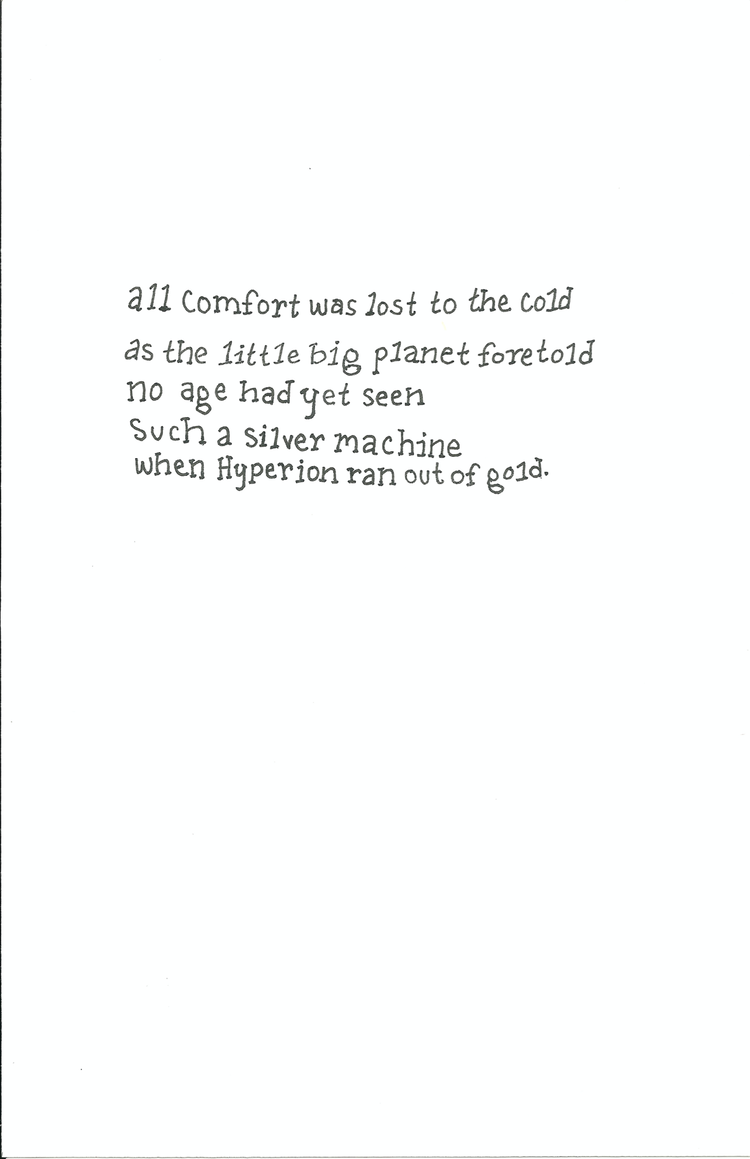 all Comfort was lost to the cold
as the little big planet foretold
no age had yet seen
Such a silver machine
when Hyperion ran out of gold.